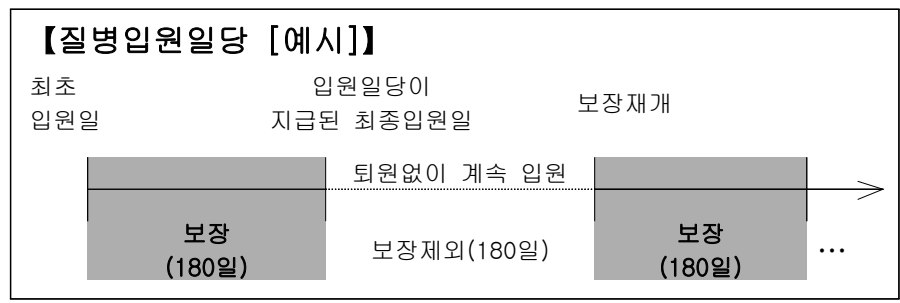 【질병입원일당 [예시]】
최초
입원일
입원일당이
지급된 최종입원일
보장재개
퇴원없이 계속 입원
보장
(180일)
보장제외(180일)
보장
(180일)
…